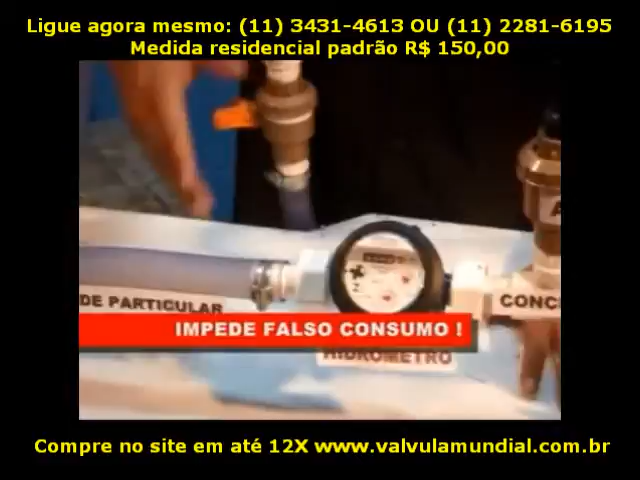 Ligue agora mesmo: (11) 3431-4613 OU (11) 2281-6195
Medida residencial padrão R$ 150,00
DE PARTICULAR
CONC
IMPEDE FALSO CONSUMO !
HIDRÔMETRO
Compre no site em até 12X www.valvulamundial.com.br